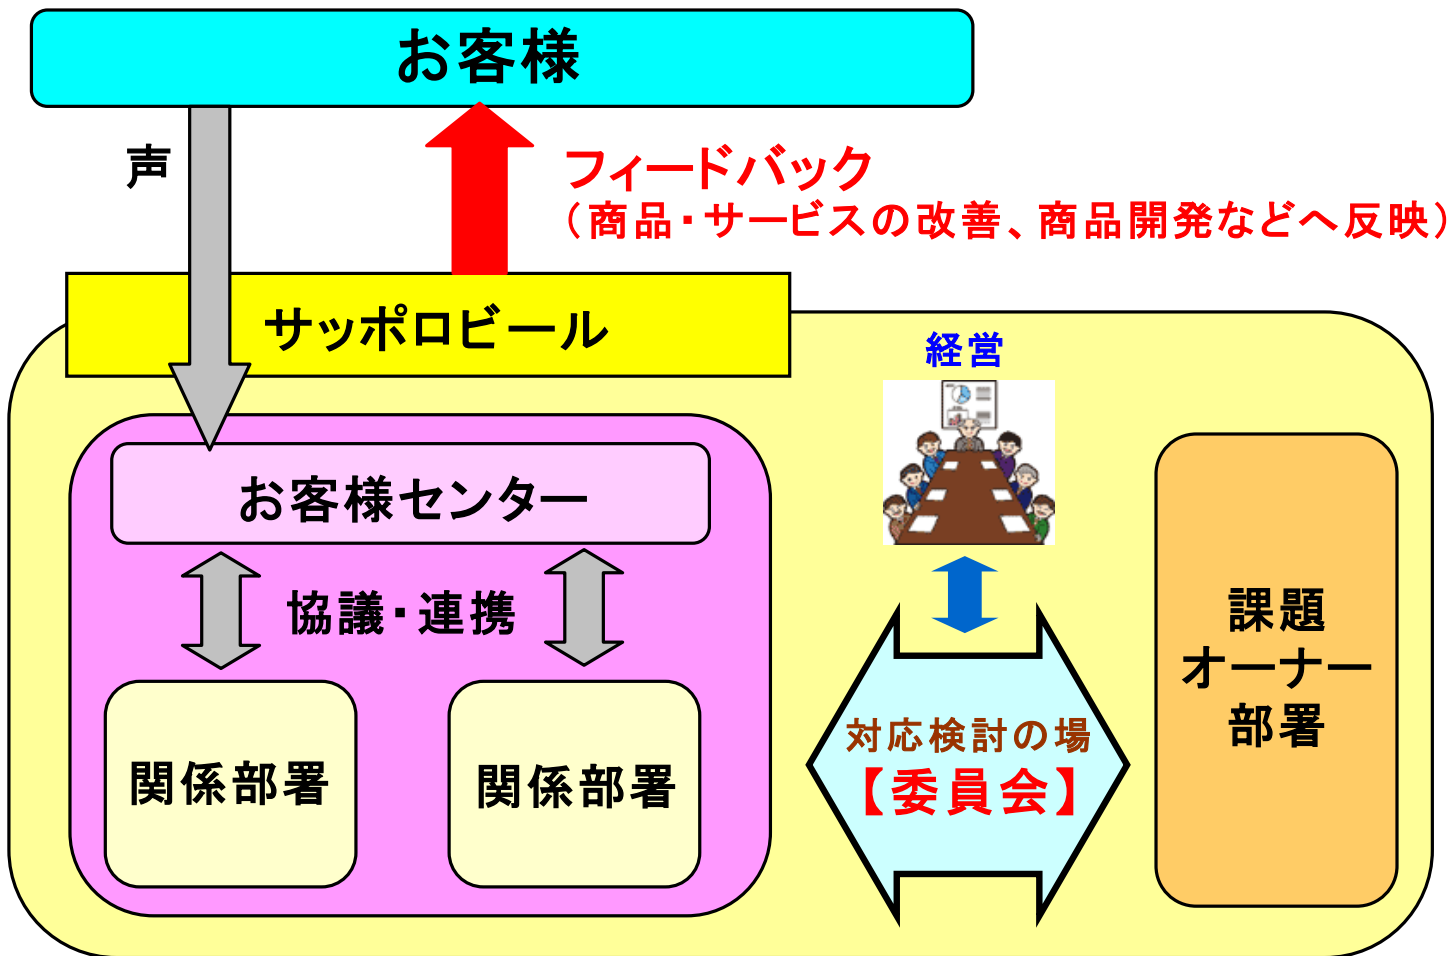 お客様
声
フィードバック
（商品・サービスの改善、商品開発などへ反映）
サッポロビール
経営
お客様センター
協議・連携
関係部署
関係部署
対応検討の場
【委員会】
課題
オーナー
部署